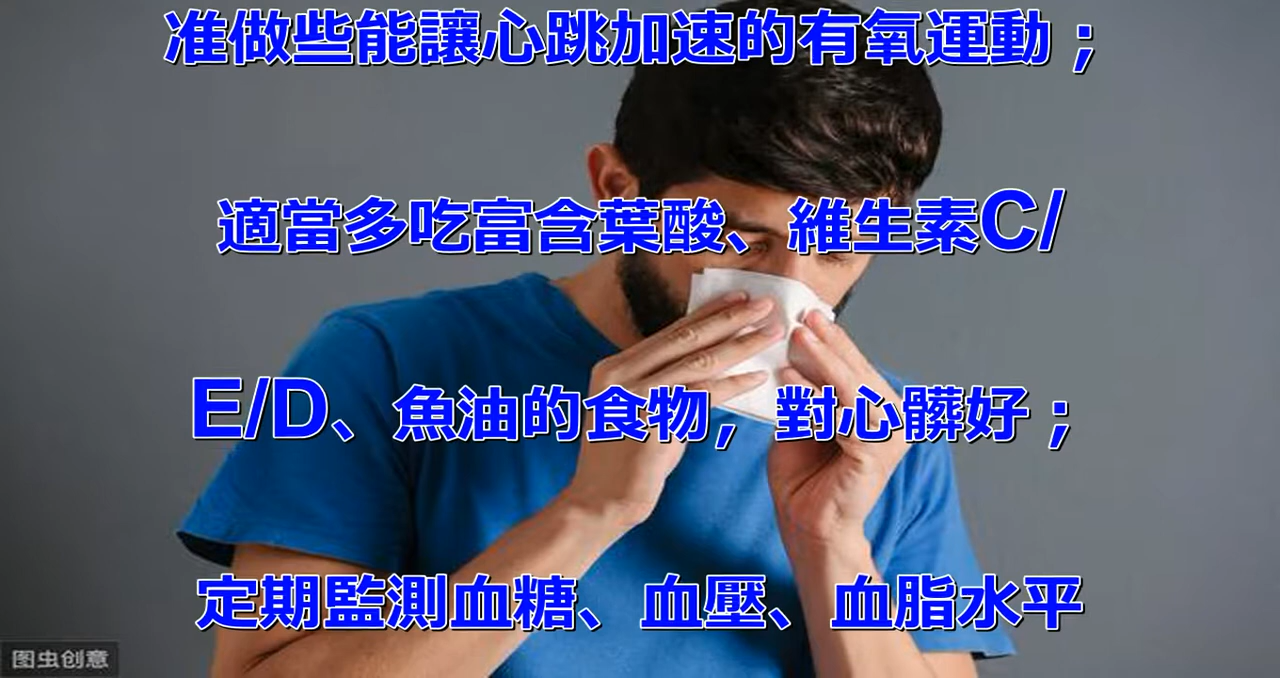 准做些能讓心跳加速的有氧運動；
適當多吃富含葉酸、維生素C/
E/D、魚油的食物，對心髒好；
定期監測血糖、血壓、血脂水平
图虫创意